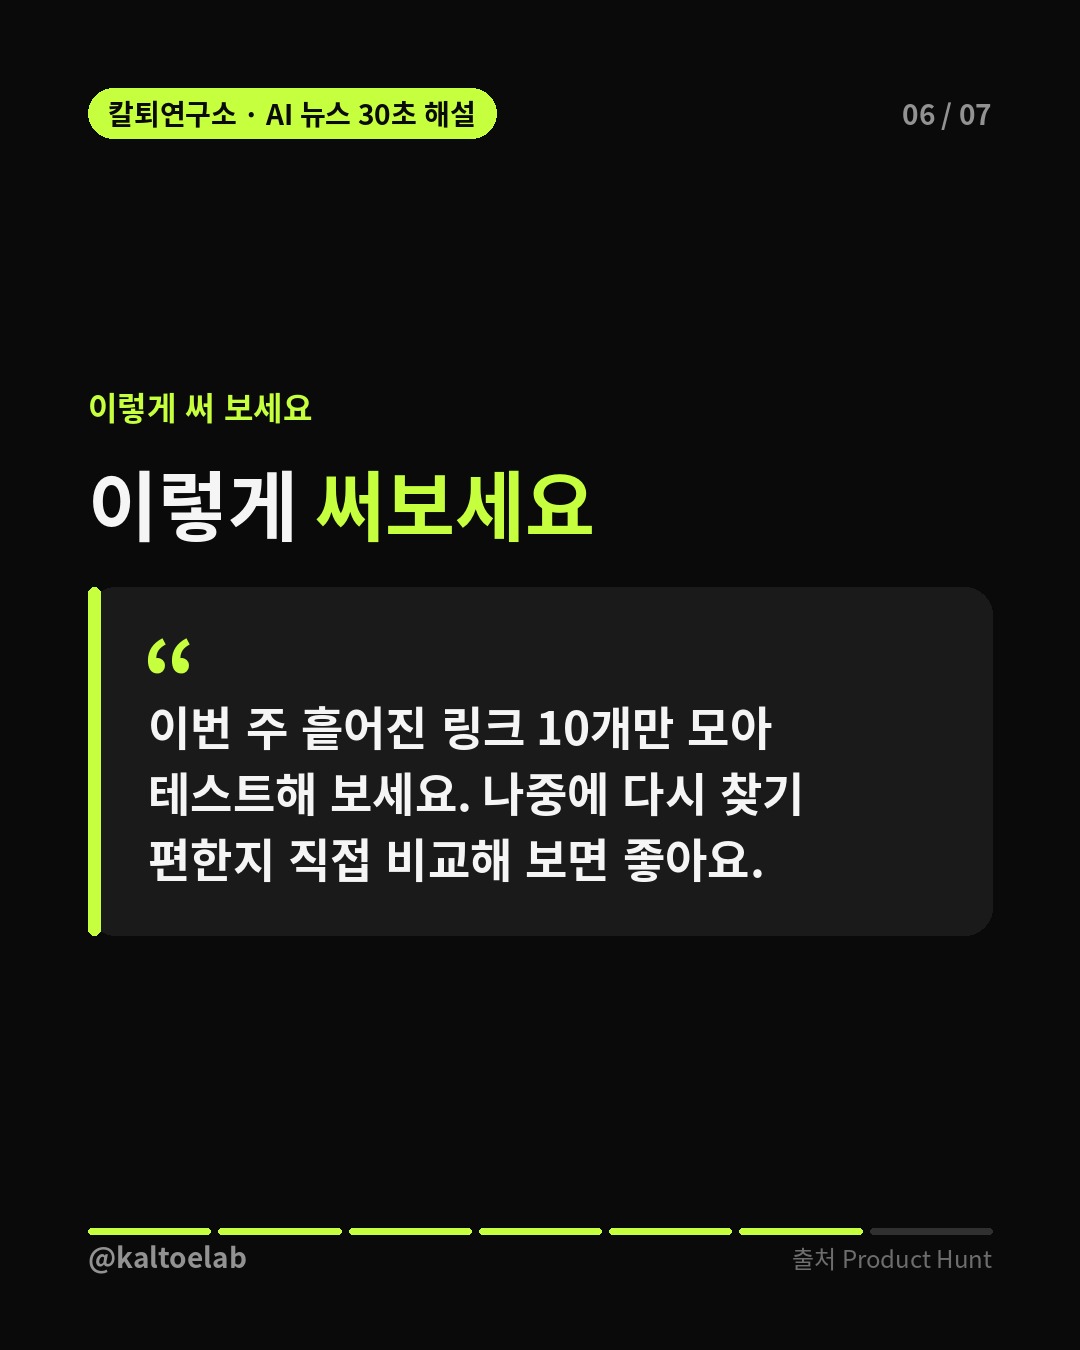 칼퇴연구소 · AI 뉴스 30초 해설
06 / 07
이렇게 써 보세요
이렇게 써보세요
“
이번 주 흩어진 링크 10개만 모아
테스트해 보세요. 나중에 다시 찾기
편한지 직접 비교해 보면 좋아요.
@kaltoelab
출처 Product Hunt